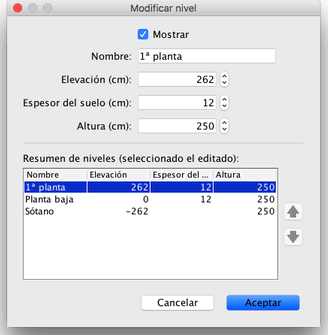 Modificar nivel
Mostrar
Nombre: 1ª planta
Elevación (cm): 262
Espesor del suelo (cm): 12
Altura (cm): 250
Resumen de niveles (seleccionado el editado):
Nombre Elevación Espesor del ... Altura
1ª planta 262 12 250
Planta baja 0 12 250
Sótano -262 250
Cancelar Aceptar